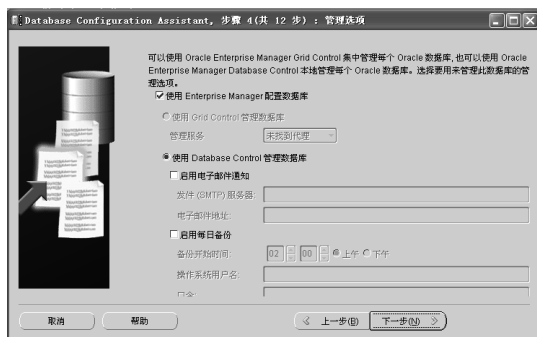 Database Configuration Assistant, 步骤 4(共 12 步) : 管理选项
可以使用 Oracle Enterprise Manager Grid Control 集中管理每个 Oracle 数据库, 也可以使用 Oracle
Enterprise Manager Database Control 本地管理每个 Oracle 数据库。选择要用来管理此数据库的管
理选项。
使用 Enterprise Manager 配置数据库
使用 Grid Control 管理数据库
管理服务 未找到代理
使用 Database Control 管理数据库
启用电子邮件通知
发件 (SMTP) 服务器:
电子邮件地址:
启用每日备份
备份开始时间: 02 00 上午 下午
操作系统用户名:
取消 帮助 上一步(B) 下一步(N)